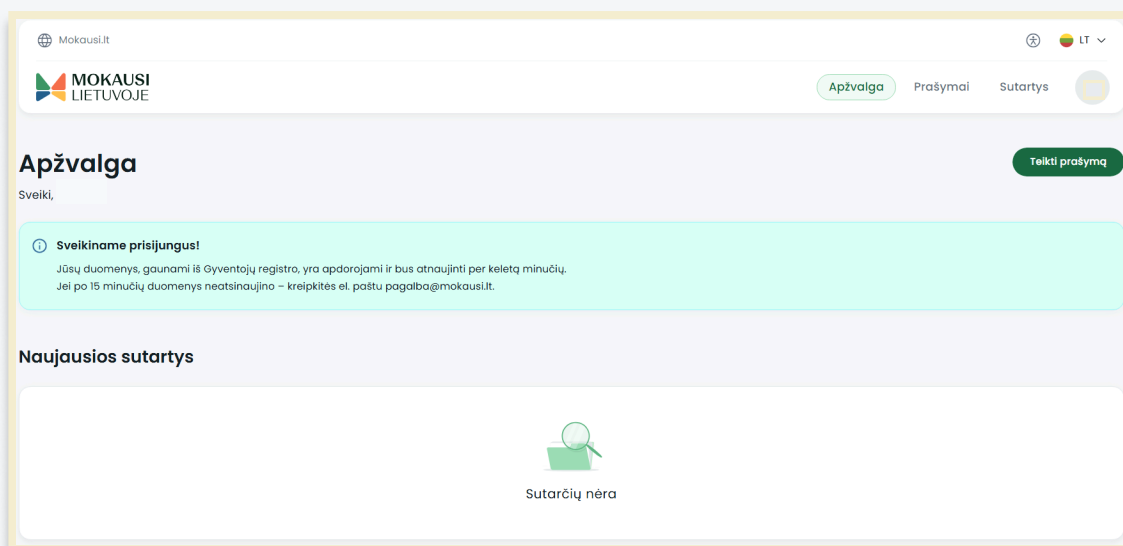 Mokausi.lt
LT
MOKAUSI
LIETUVOJE
Apžvalga Prašymai Sutartys
Apžvalga
Teikti prašymą
Sveiki,
Sveikiname prisijungus!
Jūsų duomenys, gaunami iš Gyventojų registro, yra apdorojami ir bus atnaujinti per keletą minučių.
Jei po 15 minučių duomenys neatsinaujino – kreipkitės el. paštu pagalba@mokausi.lt.
Naujausios sutartys
Sutarčių nėra